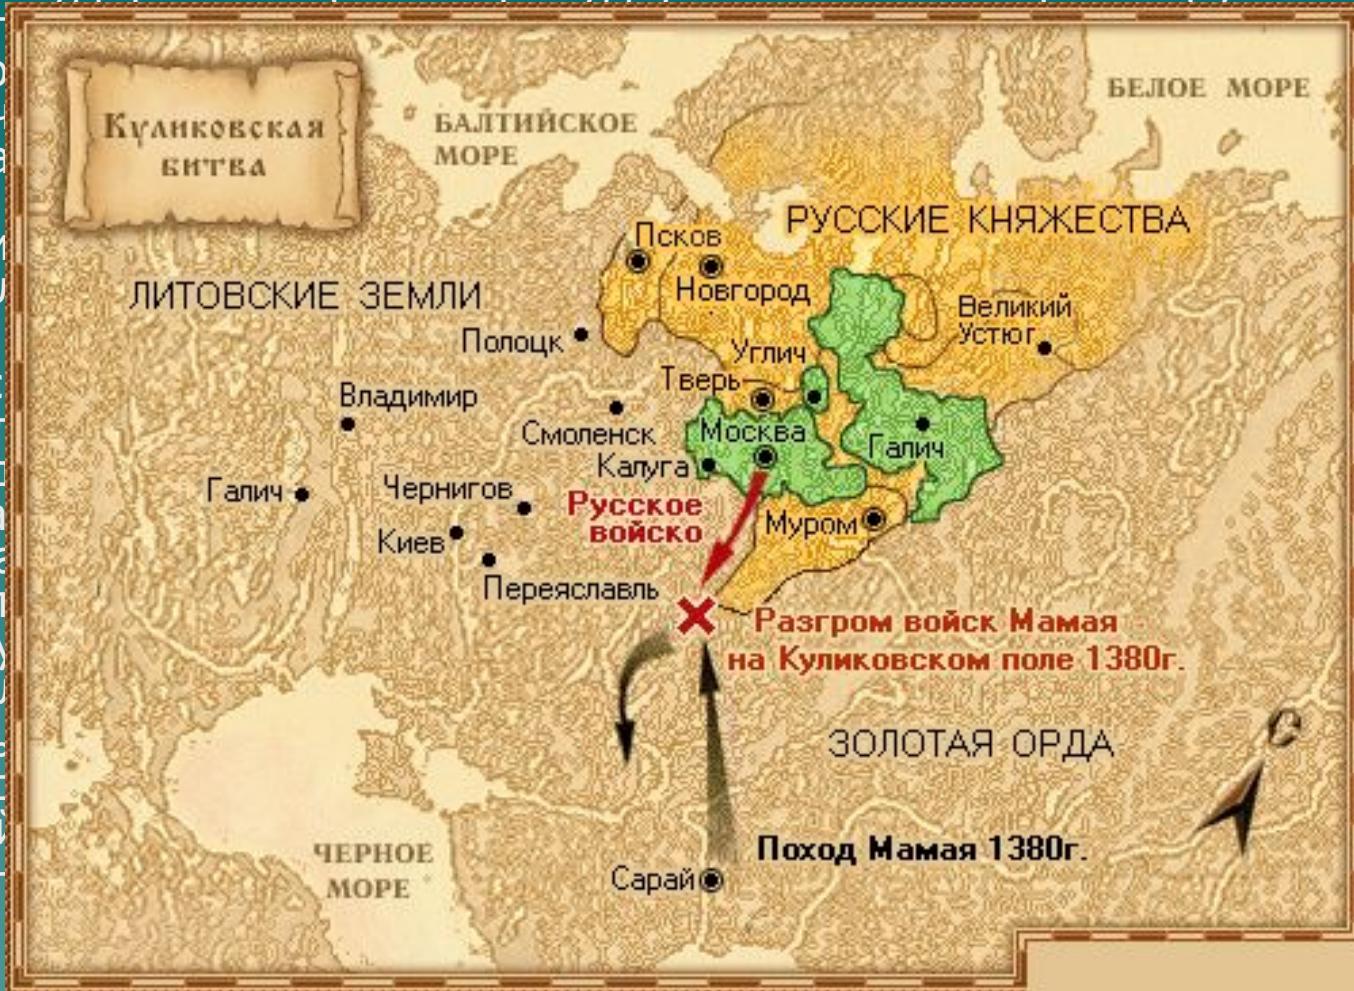 Куликовская
битва
БАЛТИЙСКОЕ
МОРЕ
БЕЛОЕ МОРЕ
РУССКИЕ КНЯЖЕСТВА
Псков
Новгород
ЛИТОВСКИЕ ЗЕМЛИ
Великий
Устюг
Полоцк
Углич
Тверь
Владимир
Смоленск
Москва
Галич
Калуга
Галич
Чернигов
Русское
войско
Муром
Киев
Переяславль
Разгром войск Мамая
на Куликовском поле 1380г.
ЗОЛОТАЯ ОРДА
С
Поход Мамая 1380г.
ЧЕРНОЕ
МОРЕ
Сарай